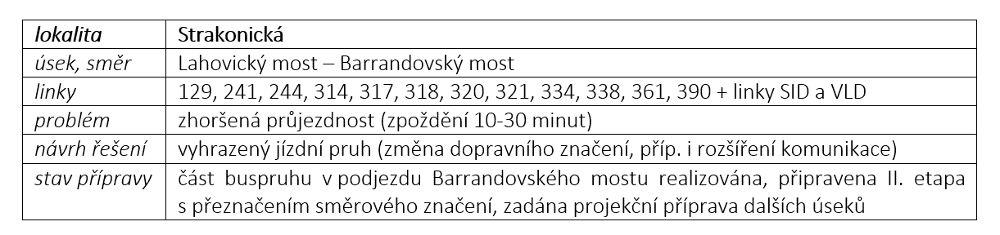 lokalita Strakonická
úsek, směr Lahovický most – Barrandovský most
linky 129, 241, 244, 314, 317, 318, 320, 321, 334, 338, 361, 390 + linky SID a VLD
problém zhoršená průjezdnost (zpoždění 10-30 minut)
návrh řešení vyhrazený jízdní pruh (změna dopravního značení, příp. i rozšíření komunikace)
stav přípravy část buspruhu v podjezdu Barrandovského mostu realizována, připravena II. etapa
s přeznačením směrového značení, zadána projekční příprava dalších úseků